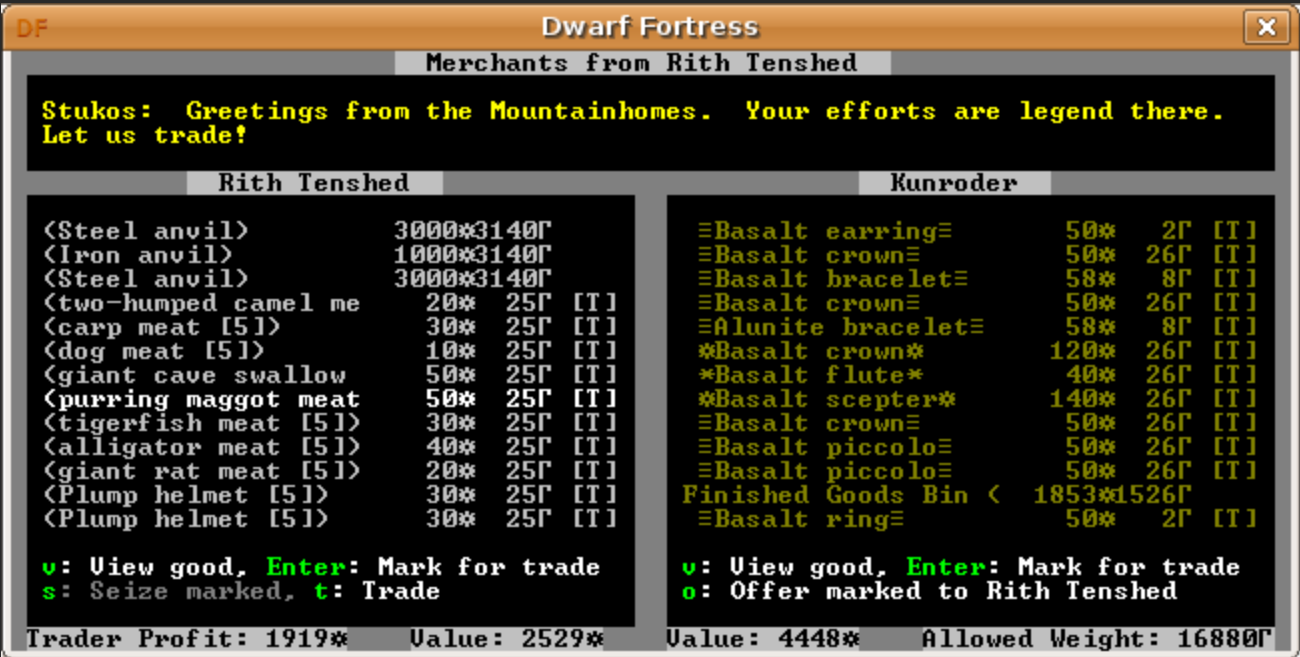 DF
Dwarf Fortress
Merchants from Rith Tenshed
Stukos: Greetings from the Mountainhomes. Your efforts are legend there.
Let us trade!
Rith Tenshed
(Steel anvil) 3000☼3140Γ
(Iron anvil) 1000☼3140Γ
(Steel anvil) 3000☼3140Γ
(two-humped camel me 20☼ 25Γ [T]
(carp meat [5]) 30☼ 25Γ [T]
(dog meat [5]) 10☼ 25Γ [T]
(giant cave swallow 50☼ 25Γ [T]
(purring maggot meat 50☼ 25Γ [T]
(tigerfish meat [5]) 30☼ 25Γ [T]
(alligator meat [5]) 40☼ 25Γ [T]
(giant rat meat [5]) 20☼ 25Γ [T]
(Plump helmet [5]) 30☼ 25Γ [T]
(Plump helmet [5]) 30☼ 25Γ [T]
v: View good, Enter: Mark for trade
s: Seize marked, t: Trade
Kunroder
≡Basalt earring≡ 50☼ 2Γ [T]
≡Basalt crown≡ 50☼ 26Γ [T]
≡Basalt bracelet≡ 58☼ 8Γ [T]
≡Basalt crown≡ 50☼ 26Γ [T]
≡Alunite bracelet≡ 58☼ 8Γ [T]
☼Basalt crown☼ 120☼ 26Γ [T]
*Basalt flute* 40☼ 26Γ [T]
☼Basalt scepter☼ 140☼ 26Γ [T]
≡Basalt crown≡ 50☼ 26Γ [T]
≡Basalt piccolo≡ 50☼ 26Γ [T]
≡Basalt piccolo≡ 50☼ 26Γ [T]
Finished Goods Bin ( 1853☼1526Γ
≡Basalt ring≡ 50☼ 2Γ [T]
v: View good, Enter: Mark for trade
o: Offer marked to Rith Tenshed
Trader Profit: 1919☼ Value: 2529☼ Value: 4448☼ Allowed Weight: 16880Γ